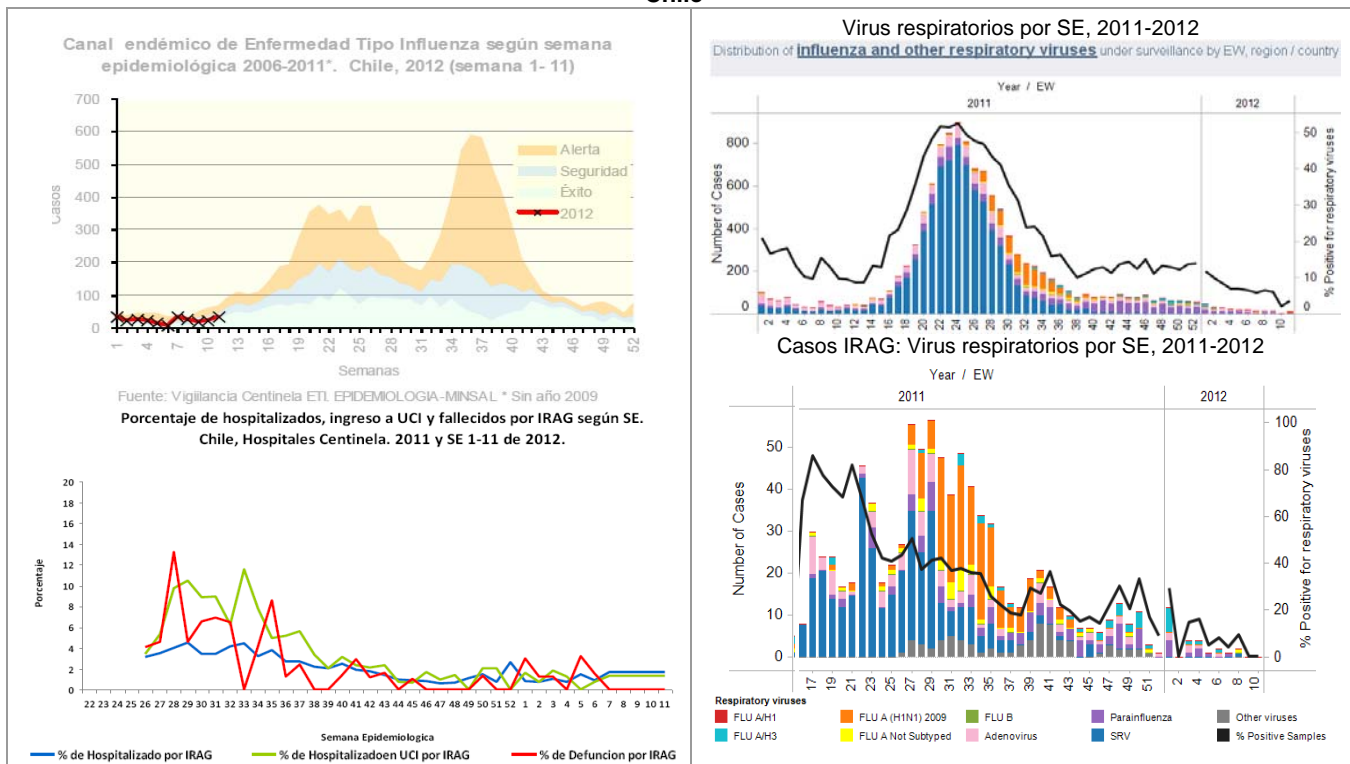 Chile
Canal endémico de Enfermedad Tipo Influenza según semana
epidemiológica 2006-2011*. Chile, 2012 (semana 1- 11)
700
600
500
400
300
200
100
0
Casos
Alerta
Seguridad
Éxito
2012
1 4 7 10 13 16 19 22 25 28 31 34 37 40 43 46 49 52
Semanas
Fuente: Vigilancia Centinela ETI. EPIDEMIOLOGIA-MINSAL * Sin año 2009
Porcentaje de hospitalizados, ingreso a UCI y fallecidos por IRAG según SE.
Chile, Hospitales Centinela. 2011 y SE 1-11 de 2012.
20
18
16
14
12
10
8
6
4
2
0
Porcentaje
22 23 24 25 26 27 28 29 30 31 32 33 34 35 36 37 38 39 40 41 42 43 44 45 46 47 48 49 50 51 52 1 2 3 4 5 6 7 8 9 10 11
Semana Epidemiologica
% de Hospitalizado por IRAG % de Hospitalizadoen UCI por IRAG % de Defuncion por IRAG
Virus respiratorios por SE, 2011-2012
Distribution of influenza and other respiratory viruses under surveillance by EW, region / country
Year / EW
2011 2012
800
600
400
200
0
Number of Cases
50
40
30
20
10
0
% Positive for respiratory viruses
2 4 6 8 10 12 14 16 18 20 22 24 26 28 30 32 34 36 38 40 42 44 46 48 50 52 2 4 6 8 10
Casos IRAG: Virus respiratorios por SE, 2011-2012
Year / EW
2011 2012
50
40
30
20
10
0
Number of Cases
100
80
60
40
20
0
% Positive for respiratory viruses
17 19 21 23 25 27 29 31 33 35 37 39 41 43 45 47 49 51 2 4 6 8 10
Respiratory viruses
FLU A/H1 FLU A (H1N1) 2009 FLU B Parainfluenza Other viruses
FLU A/H3 FLU A Not Subtyped Adenovirus SRV % Positive Samples